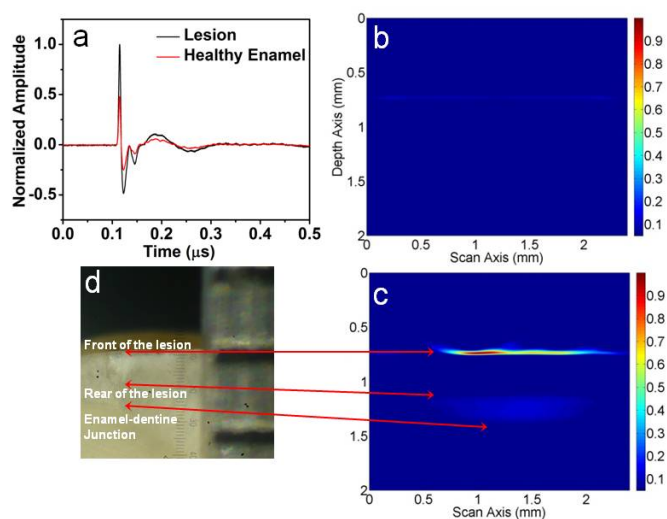 a
Lesion
Healthy Enamel
Normalized Amplitude
1.0
0.5
0.0
-0.5
0.0 0.1 0.2 0.3 0.4 0.5
Time (μs)
b
Depth Axis (mm)
0
0.5
1
1.5
2
0.5 1 1.5 2
Scan Axis (mm)
0.9
0.8
0.7
0.6
0.5
0.4
0.3
0.2
0.1
d
Front of the lesion
Rear of the lesion
Enamel-dentine
Junction
c
0
0.5
1
1.5
2
0 0.5 1 1.5 2
Scan Axis (mm)
0.9
0.8
0.7
0.6
0.5
0.4
0.3
0.2
0.1